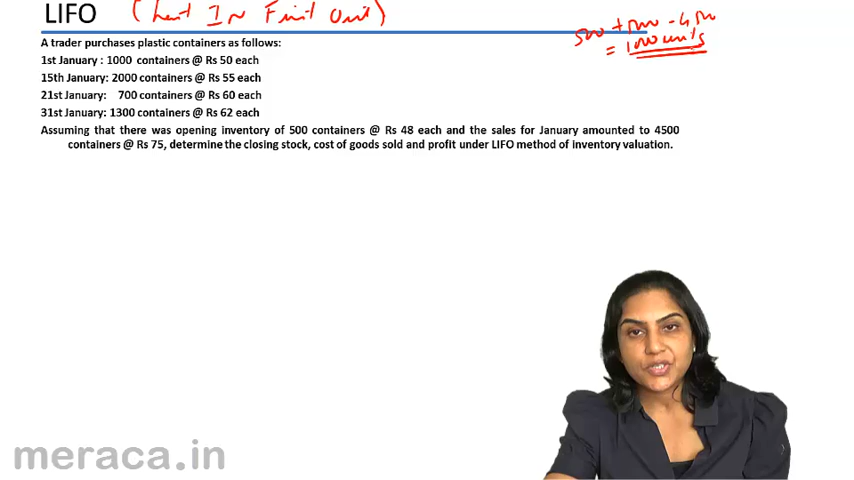 LIFO (Last In First Out)
500 + 5000 - 4500
= 1000 units
A trader purchases plastic containers as follows:
1st January : 1000 containers @ Rs 50 each
15th January: 2000 containers @ Rs 55 each
21st January: 700 containers @ Rs 60 each
31st January: 1300 containers @ Rs 62 each
Assuming that there was opening inventory of 500 containers @ Rs 48 each and the sales for January amounted to 4500
containers @ Rs 75, determine the closing stock, cost of goods sold and profit under LIFO method of inventory valuation.
meraca.in